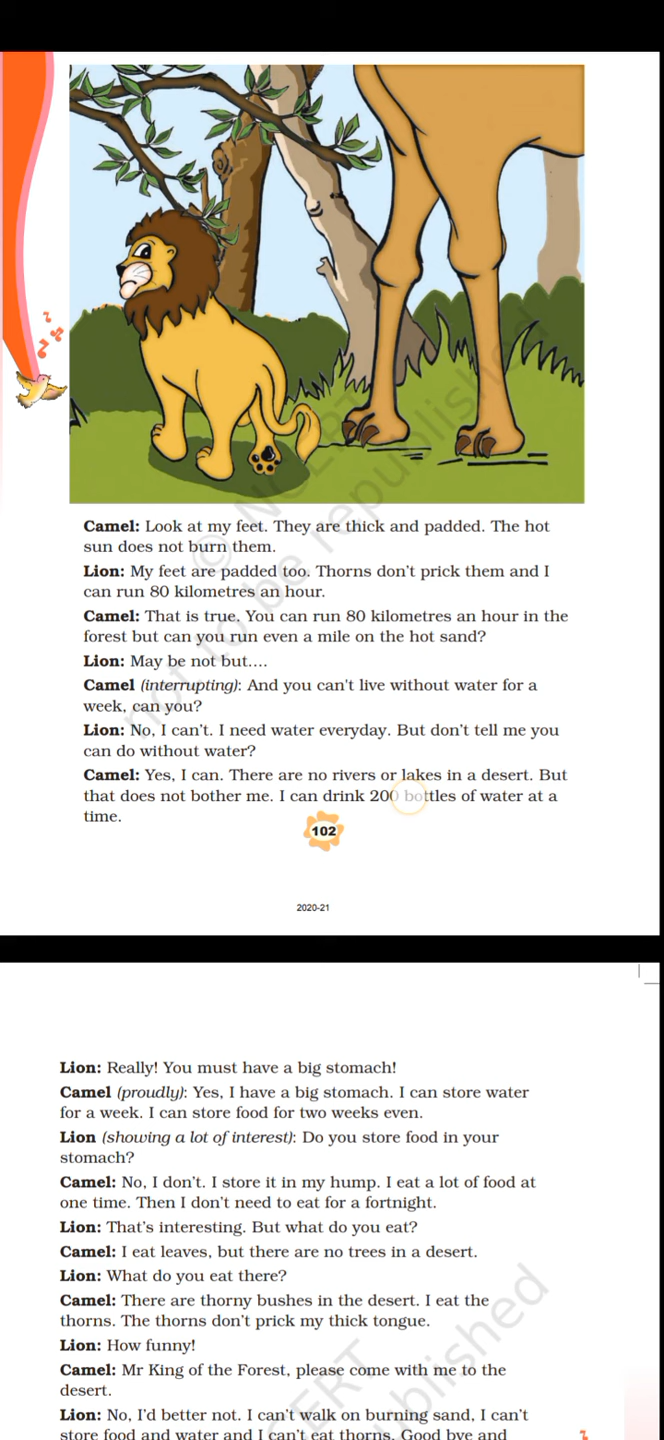 Camel: Look at my feet. They are thick and padded. The hot
sun does not burn them.
Lion: My feet are padded too. Thorns don't prick them and I
can run 80 kilometres an hour.
Camel: That is true. You can run 80 kilometres an hour in the
forest but can you run even a mile on the hot sand?
Lion: May be not but....
Camel (interrupting): And you can't live without water for a
week, can you?
Lion: No, I can't. I need water everyday. But don't tell me you
can do without water?
Camel: Yes, I can. There are no rivers or lakes in a desert. But
that does not bother me. I can drink 200 bottles of water at a
time.
102
2020-21
Lion: Really! You must have a big stomach!
Camel (proudly): Yes, I have a big stomach. I can store water
for a week. I can store food for two weeks even.
Lion (showing a lot of interest): Do you store food in your
stomach?
Camel: No, I don't. I store it in my hump. I eat a lot of food at
one time. Then I don't need to eat for a fortnight.
Lion: That's interesting. But what do you eat?
Camel: I eat leaves, but there are no trees in a desert.
Lion: What do you eat there?
Camel: There are thorny bushes in the desert. I eat the
thorns. The thorns don't prick my thick tongue.
Lion: How funny!
Camel: Mr King of the Forest, please come with me to the
desert.
Lion: No, I'd better not. I can't walk on burning sand, I can't
store food and water and I can't eat thorns. Good bye and
© NCERT
not to be republished